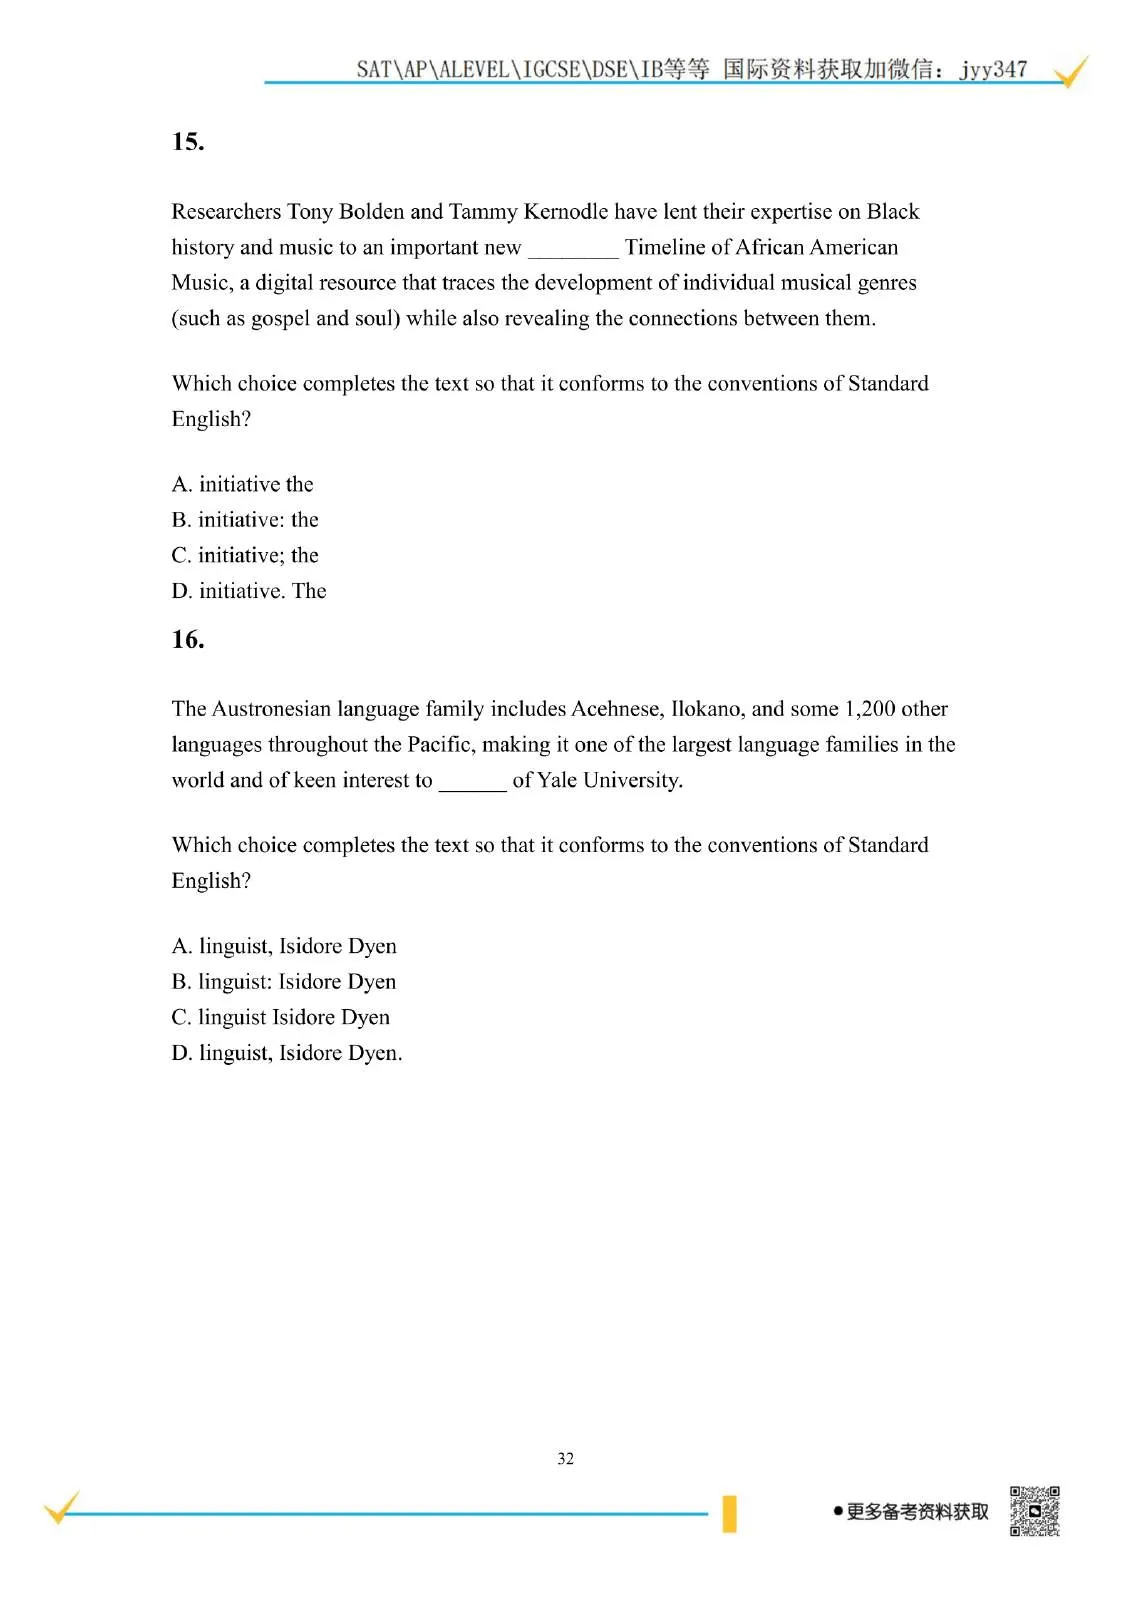 SAT\AP\ALEVEL\IGCSE\DSE\IB等等 国际资料获取加微信：jyy347
15.
Researchers Tony Bolden and Tammy Kernodle have lent their expertise on Black
history and music to an important new ________ Timeline of African American
Music, a digital resource that traces the development of individual musical genres
(such as gospel and soul) while also revealing the connections between them.
Which choice completes the text so that it conforms to the conventions of Standard
English?
A. initiative the
B. initiative: the
C. initiative; the
D. initiative. The
16.
The Austronesian language family includes Acehnese, Ilokano, and some 1,200 other
languages throughout the Pacific, making it one of the largest language families in the
world and of keen interest to ______ of Yale University.
Which choice completes the text so that it conforms to the conventions of Standard
English?
A. linguist, Isidore Dyen
B. linguist: Isidore Dyen
C. linguist Isidore Dyen
D. linguist, Isidore Dyen.
32
●更多备考资料获取